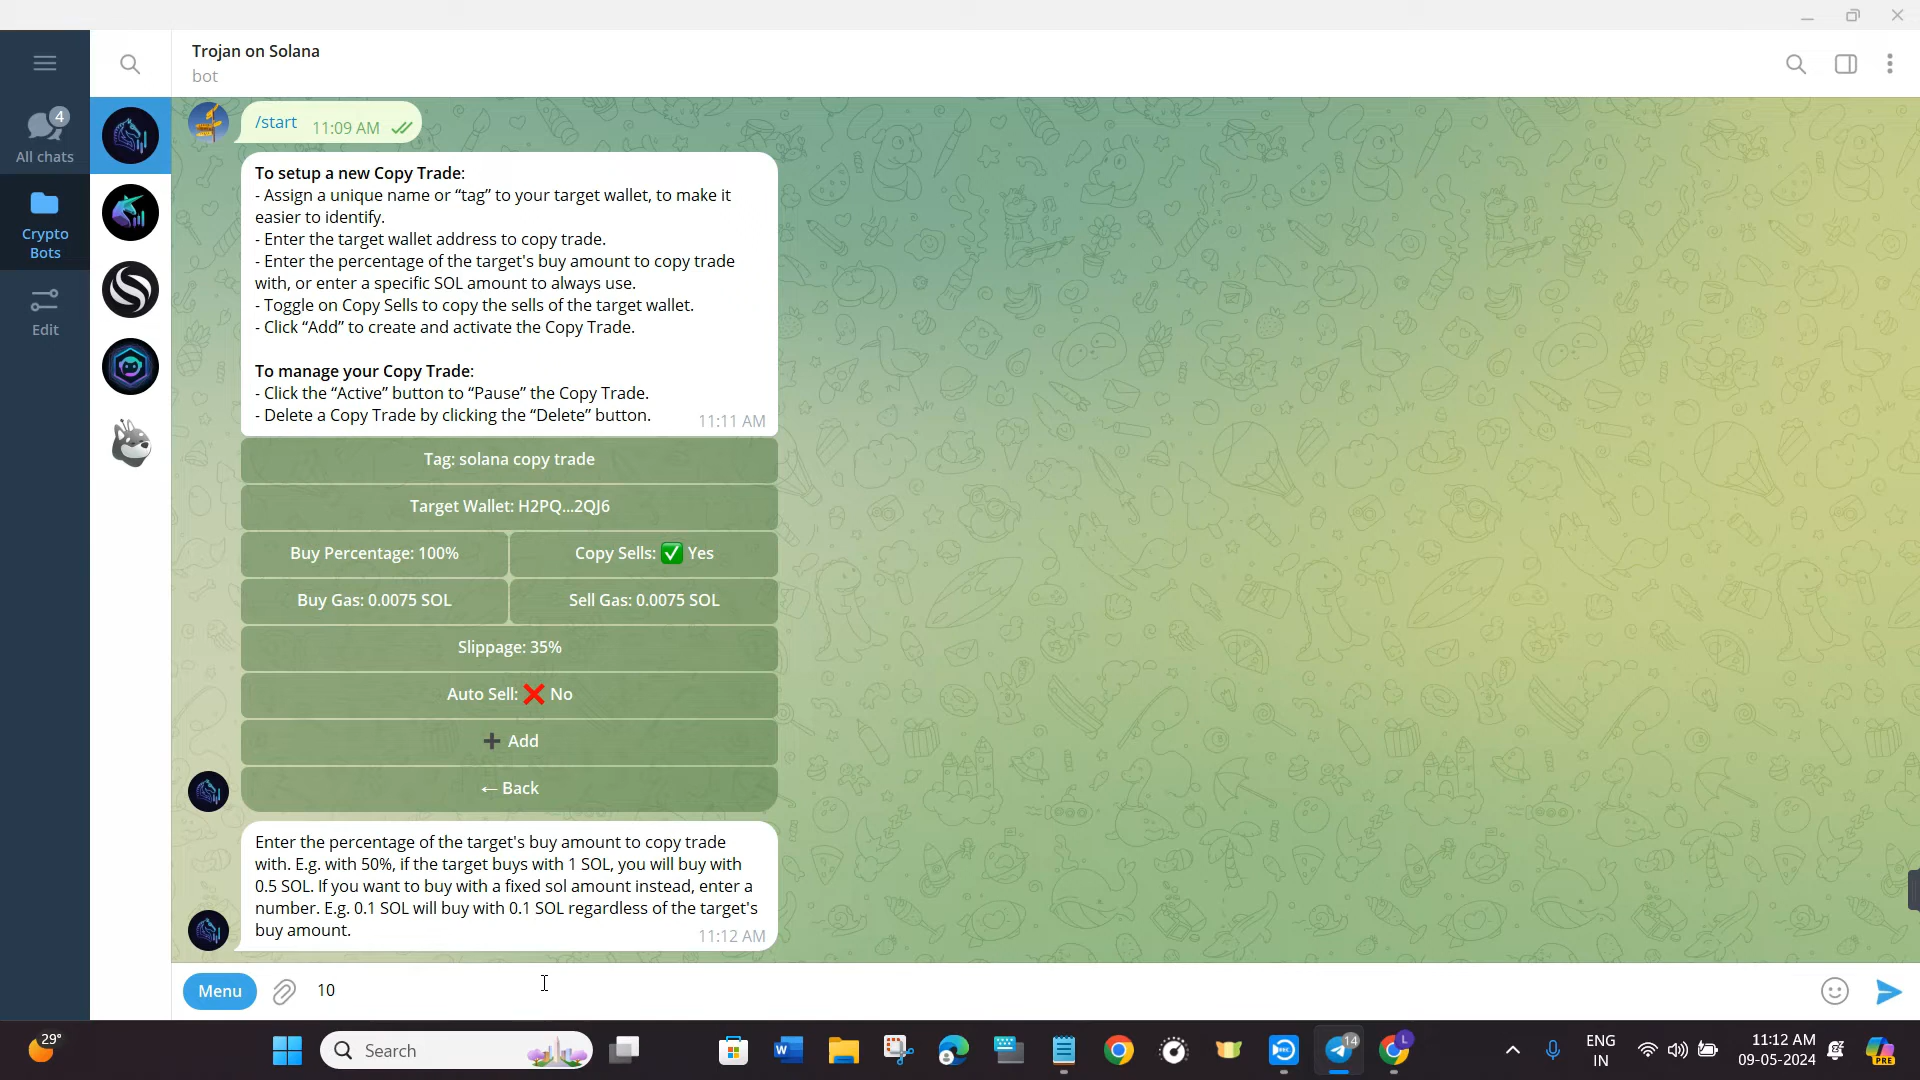 Trojan on Solana
bot
4
All chats
Crypto
Bots
Edit
/start 11:09 AM
To setup a new Copy Trade:
- Assign a unique name or “tag” to your target wallet, to make it
easier to identify.
- Enter the target wallet address to copy trade.
- Enter the percentage of the target's buy amount to copy trade
with, or enter a specific SOL amount to always use.
- Toggle on Copy Sells to copy the sells of the target wallet.
- Click “Add” to create and activate the Copy Trade.
To manage your Copy Trade:
- Click the “Active” button to “Pause” the Copy Trade.
- Delete a Copy Trade by clicking the “Delete” button.
11:11 AM
Tag: solana copy trade
Target Wallet: H2PQ...2QJ6
Buy Percentage: 100%
Copy Sells: ✅ Yes
Buy Gas: 0.0075 SOL
Sell Gas: 0.0075 SOL
Slippage: 35%
Auto Sell: ❌ No
➕ Add
← Back
Enter the percentage of the target's buy amount to copy trade
with. E.g. with 50%, if the target buys with 1 SOL, you will buy with
0.5 SOL. If you want to buy with a fixed sol amount instead, enter a
number. E.g. 0.1 SOL will buy with 0.1 SOL regardless of the target's
buy amount.
11:12 AM
Menu
10
29°
Search
W
14
L
ENG
IN
11:12 AM
09-05-2024
PRE